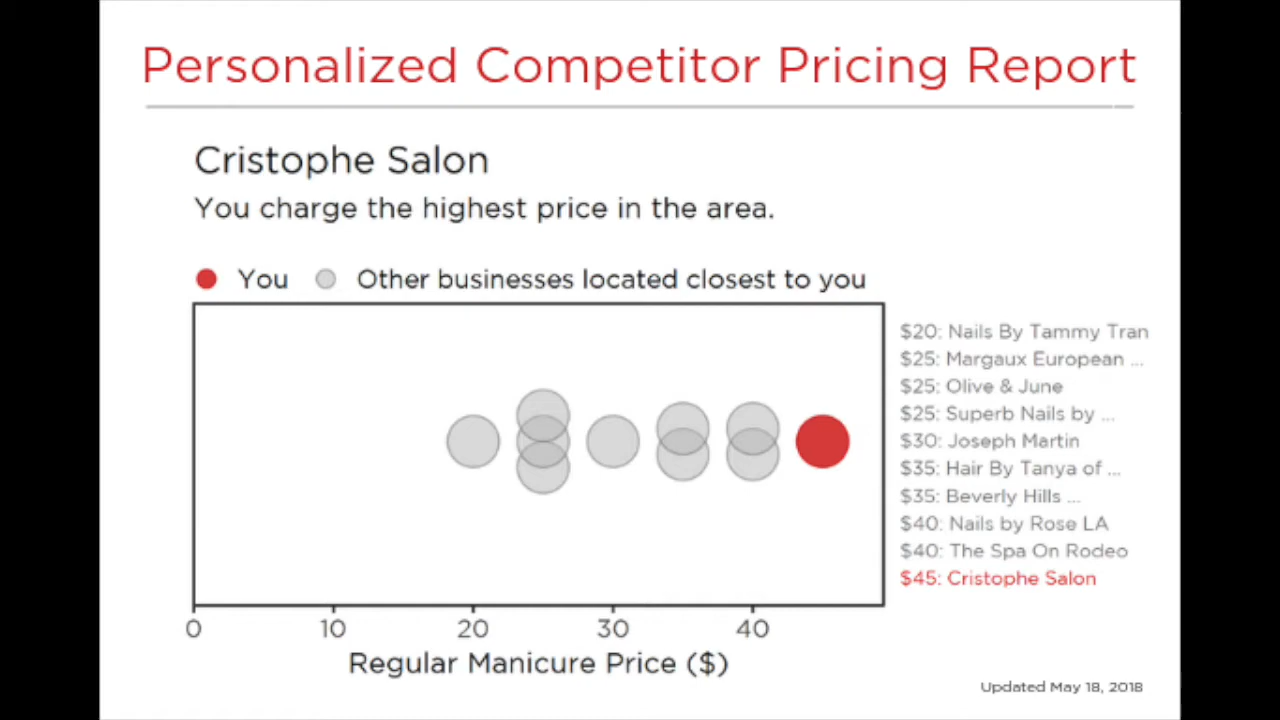 Personalized Competitor Pricing Report
Cristophe Salon
You charge the highest price in the area.
You Other businesses located closest to you
$20: Nails By Tammy Tran
$25: Margaux European ...
$25: Olive & June
$25: Superb Nails by ...
$30: Joseph Martin
$35: Hair By Tanya of ...
$35: Beverly Hills ...
$40: Nails by Rose LA
$40: The Spa On Rodeo
$45: Cristophe Salon
0 10 20 30 40
Regular Manicure Price ($)
Updated May 18, 2018